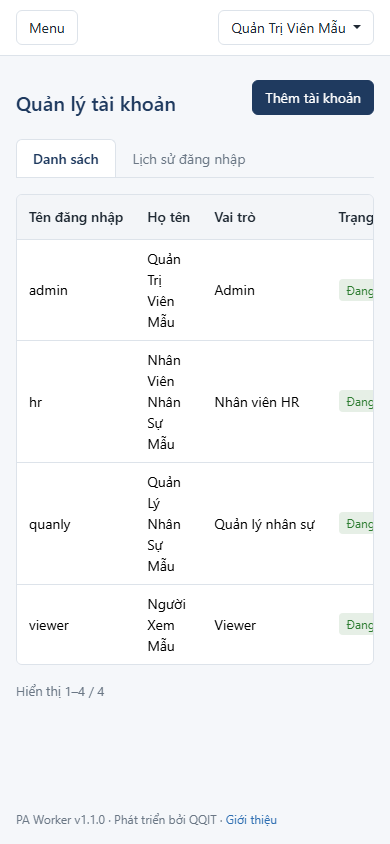 Menu
Quản Trị Viên Mẫu
Quản lý tài khoản
Thêm tài khoản
Danh sách
Lịch sử đăng nhập
Tên đăng nhập Họ tên Vai trò Trạng
admin Quản Trị Viên Mẫu Admin Đang
hr Nhân Viên Nhân Sự Mẫu Nhân viên HR Đang
quanly Quản Lý Nhân Sự Mẫu Quản lý nhân sự Đang
viewer Người Xem Mẫu Viewer Đang
Hiển thị 1–4 / 4
PA Worker v1.1.0 · Phát triển bởi QQIT · Giới thiệu